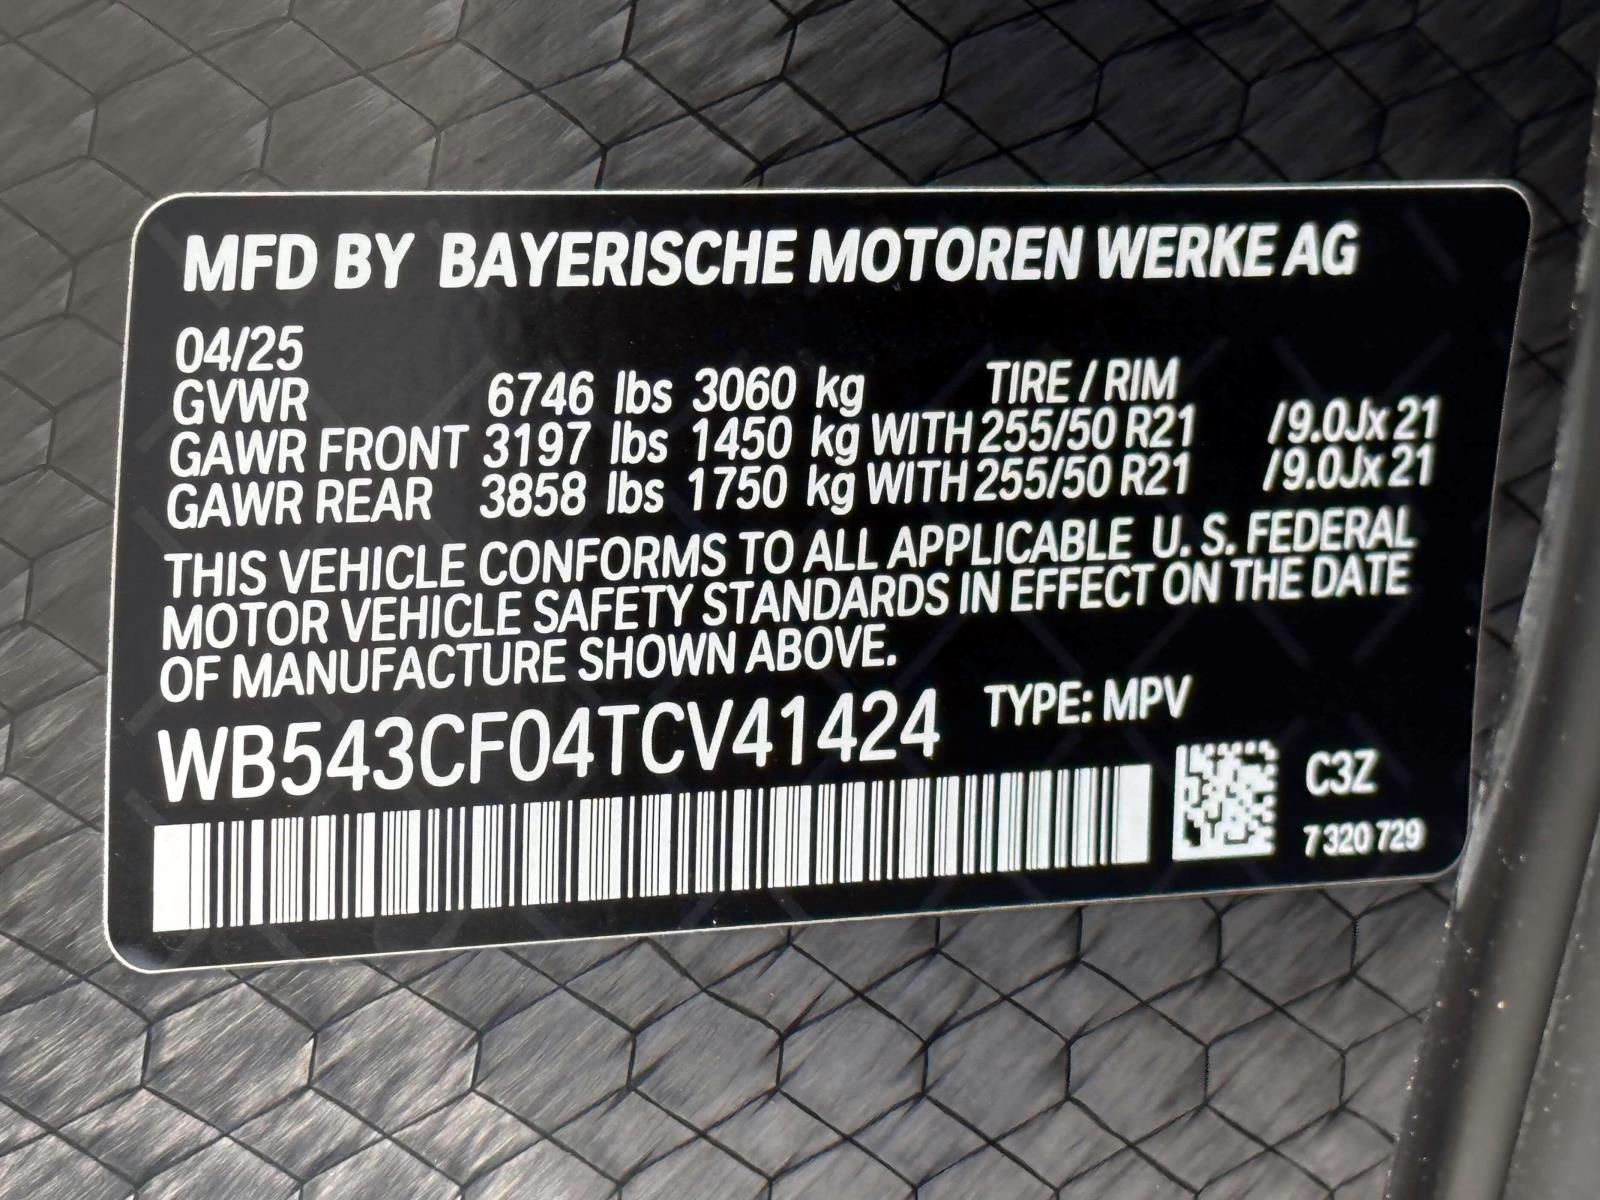 MFD BY BAYERISCHE MOTOREN WERKE AG
04/25
GVWR 6746 lbs 3060 kg TIRE / RIM
GAWR FRONT 3197 lbs 1450 kg WITH 255/50 R21 /9.0Jx 21
GAWR REAR 3858 lbs 1750 kg WITH 255/50 R21 /9.0Jx 21
THIS VEHICLE CONFORMS TO ALL APPLICABLE U. S. FEDERAL
MOTOR VEHICLE SAFETY STANDARDS IN EFFECT ON THE DATE
OF MANUFACTURE SHOWN ABOVE.
WB543CF04TCV41424 TYPE: MPV
C3Z
7 320 729